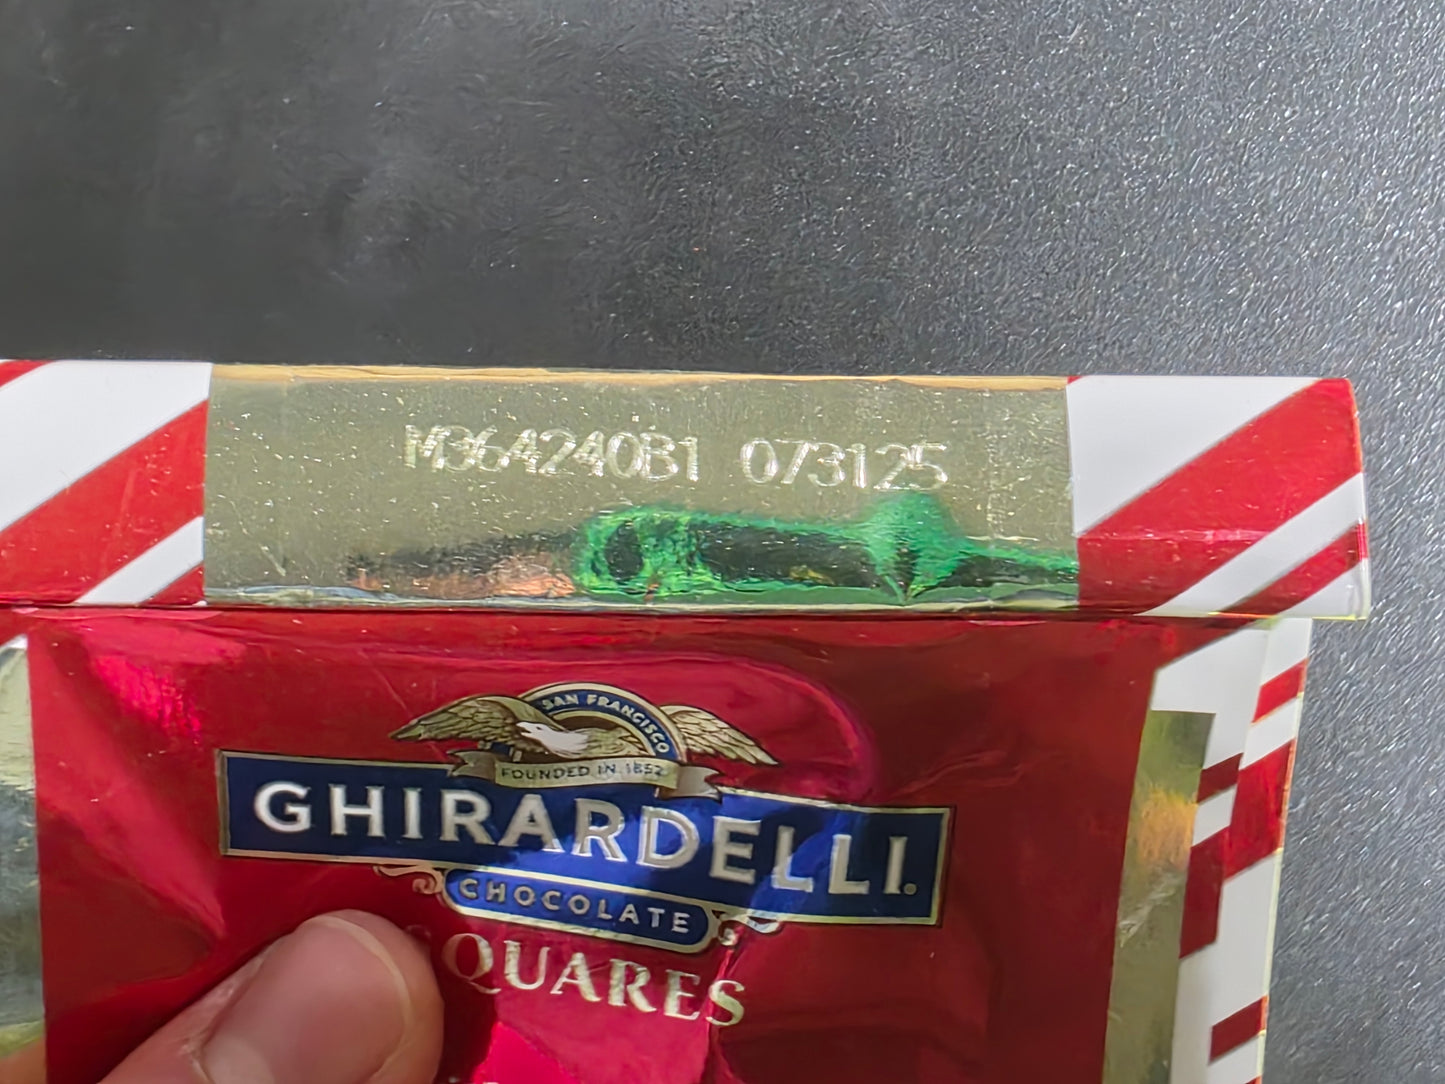 M364240B1 073125
SAN FRANCISCO
FOUNDED IN 1852
GHIRARDELLI
CHOCOLATE
SQUARES